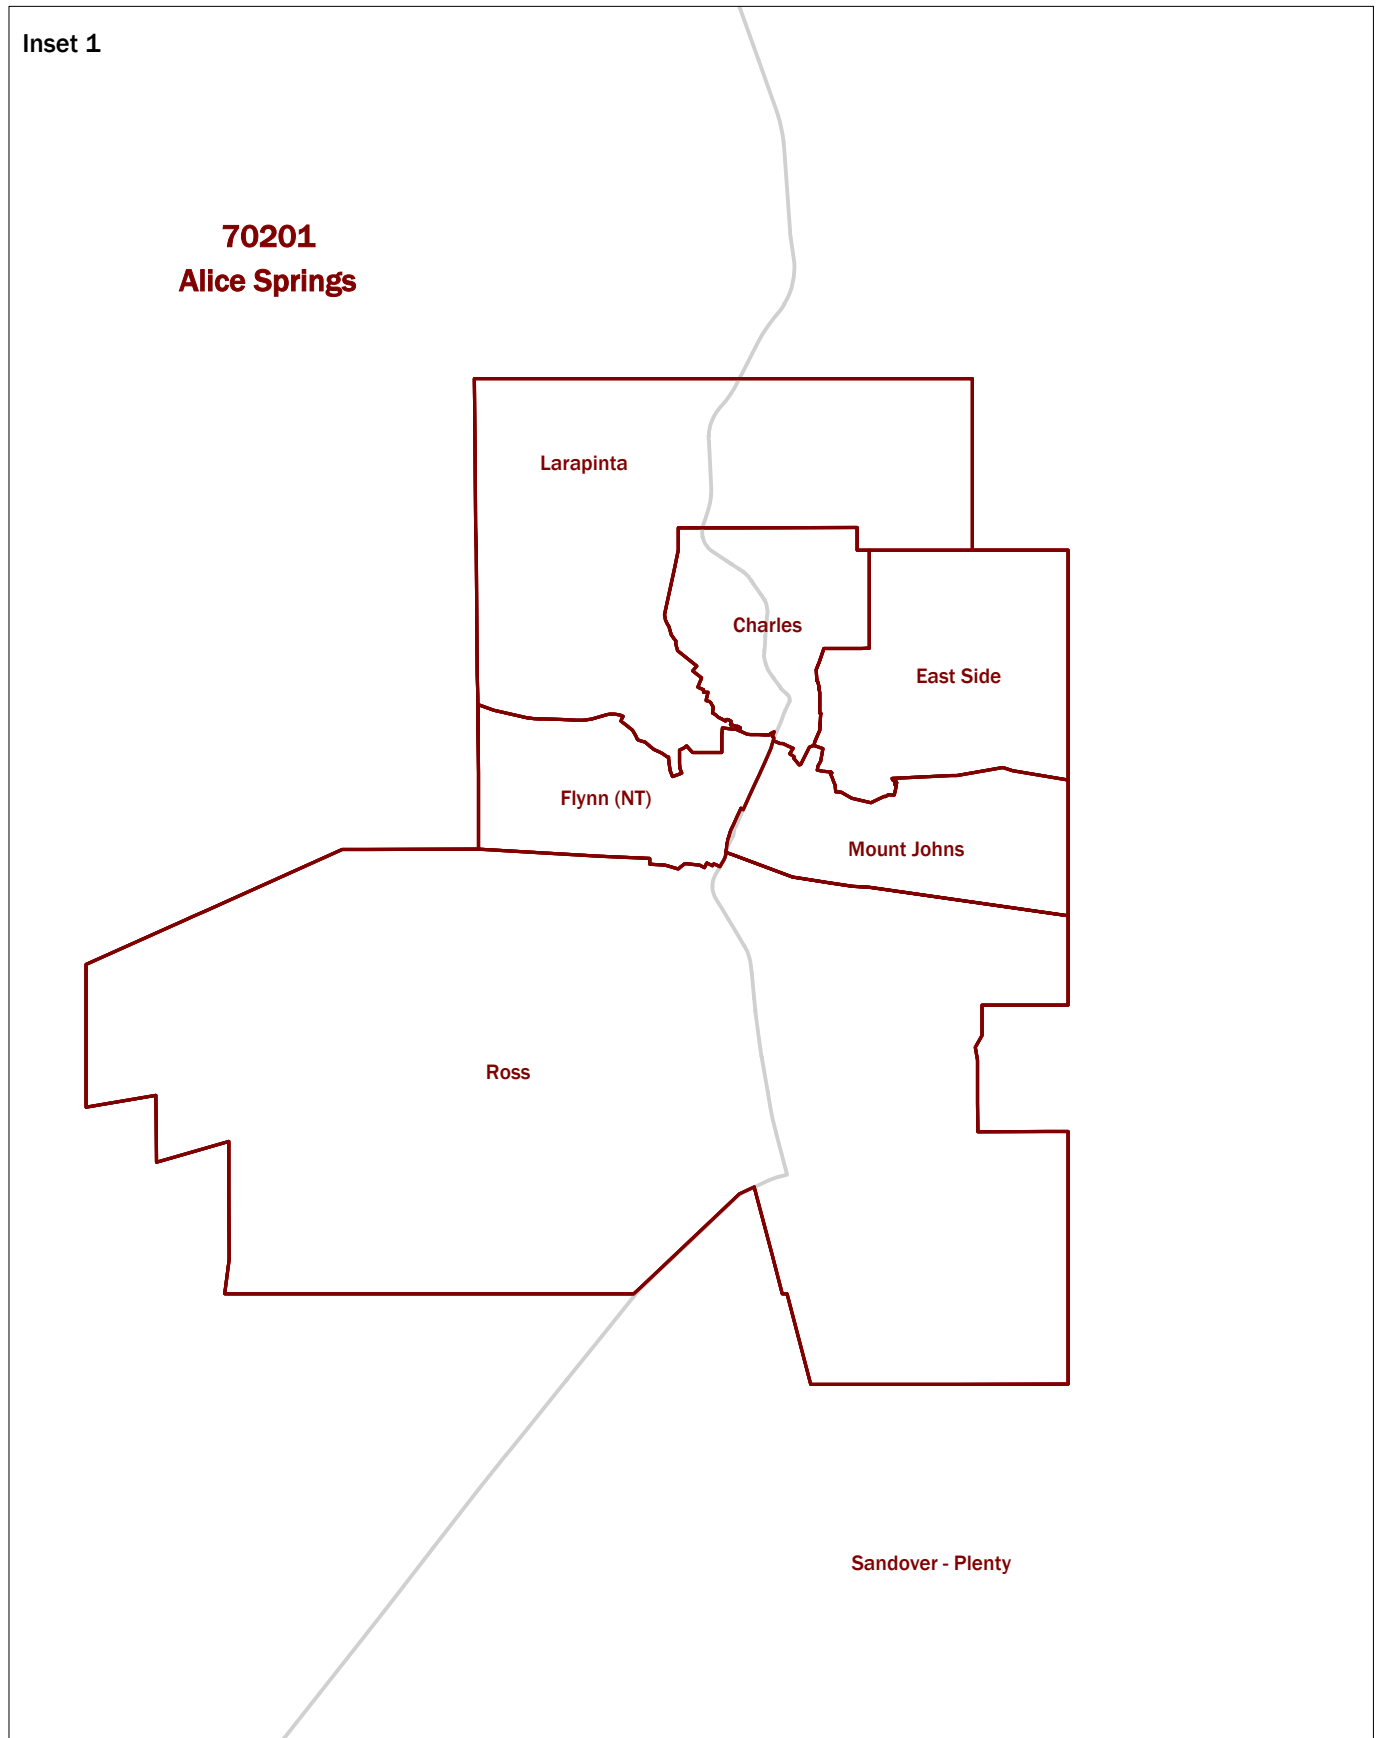 Inset 1
70201
Alice Springs
Larapinta
Charles
East Side
Flynn (NT)
Mount Johns
Ross
Sandover - Plenty